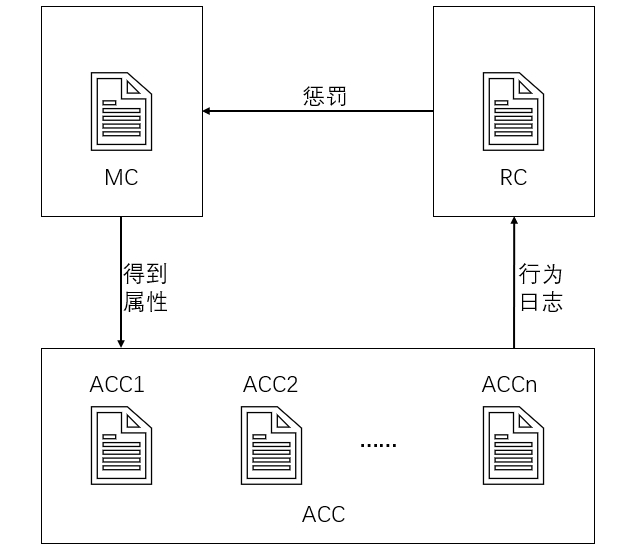 惩罚
MC
RC
得到
属性
行为
日志
ACC1
ACC2
ACCn
......
ACC